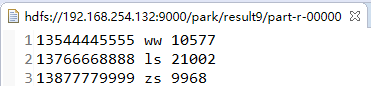 hdfs://192.168.254.132:9000/park/result9/part-r-00000
1 13544445555 ww 10577
2 13766668888 ls 21002
3 13877779999 zs 9968